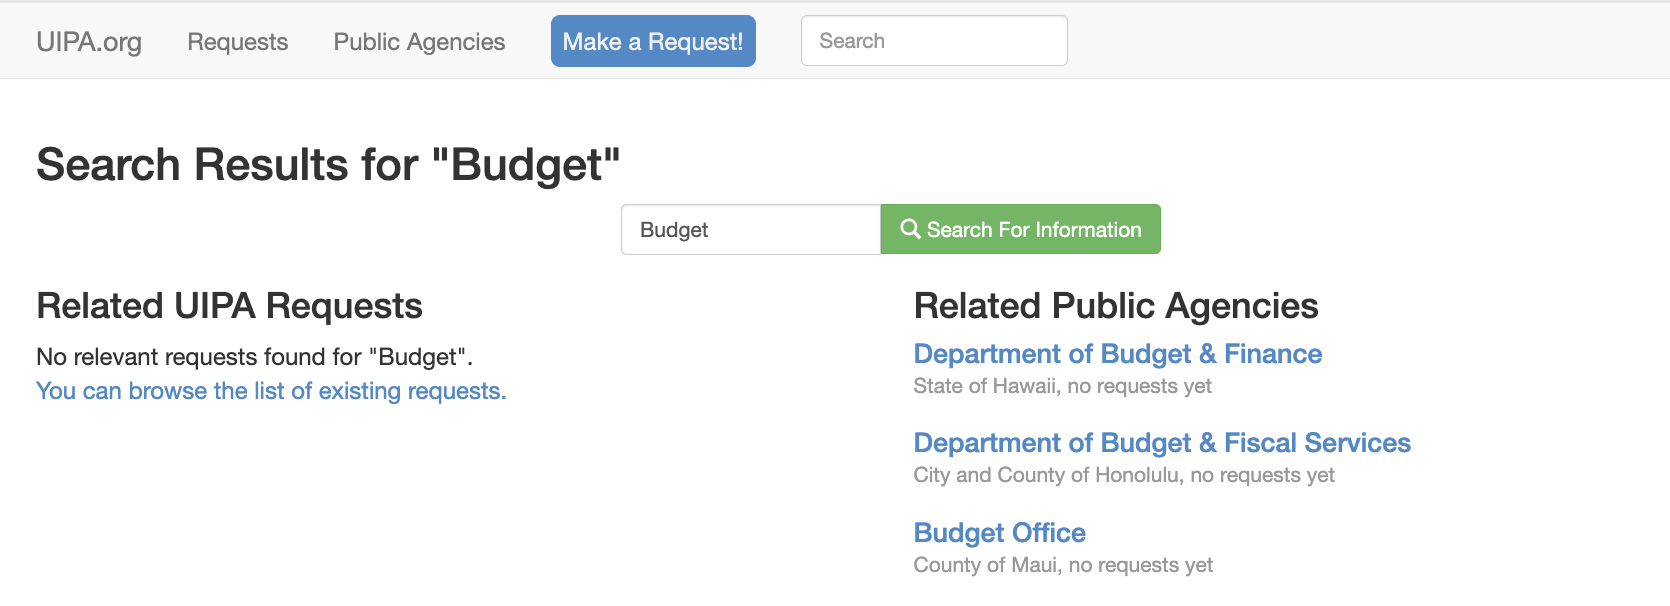 UIPA.org Requests Public Agencies Make a Request! Search
Search Results for "Budget"
Budget Search For Information
Related UIPA Requests
No relevant requests found for "Budget".
You can browse the list of existing requests.
Related Public Agencies
Department of Budget & Finance
State of Hawaii, no requests yet
Department of Budget & Fiscal Services
City and County of Honolulu, no requests yet
Budget Office
County of Maui, no requests yet